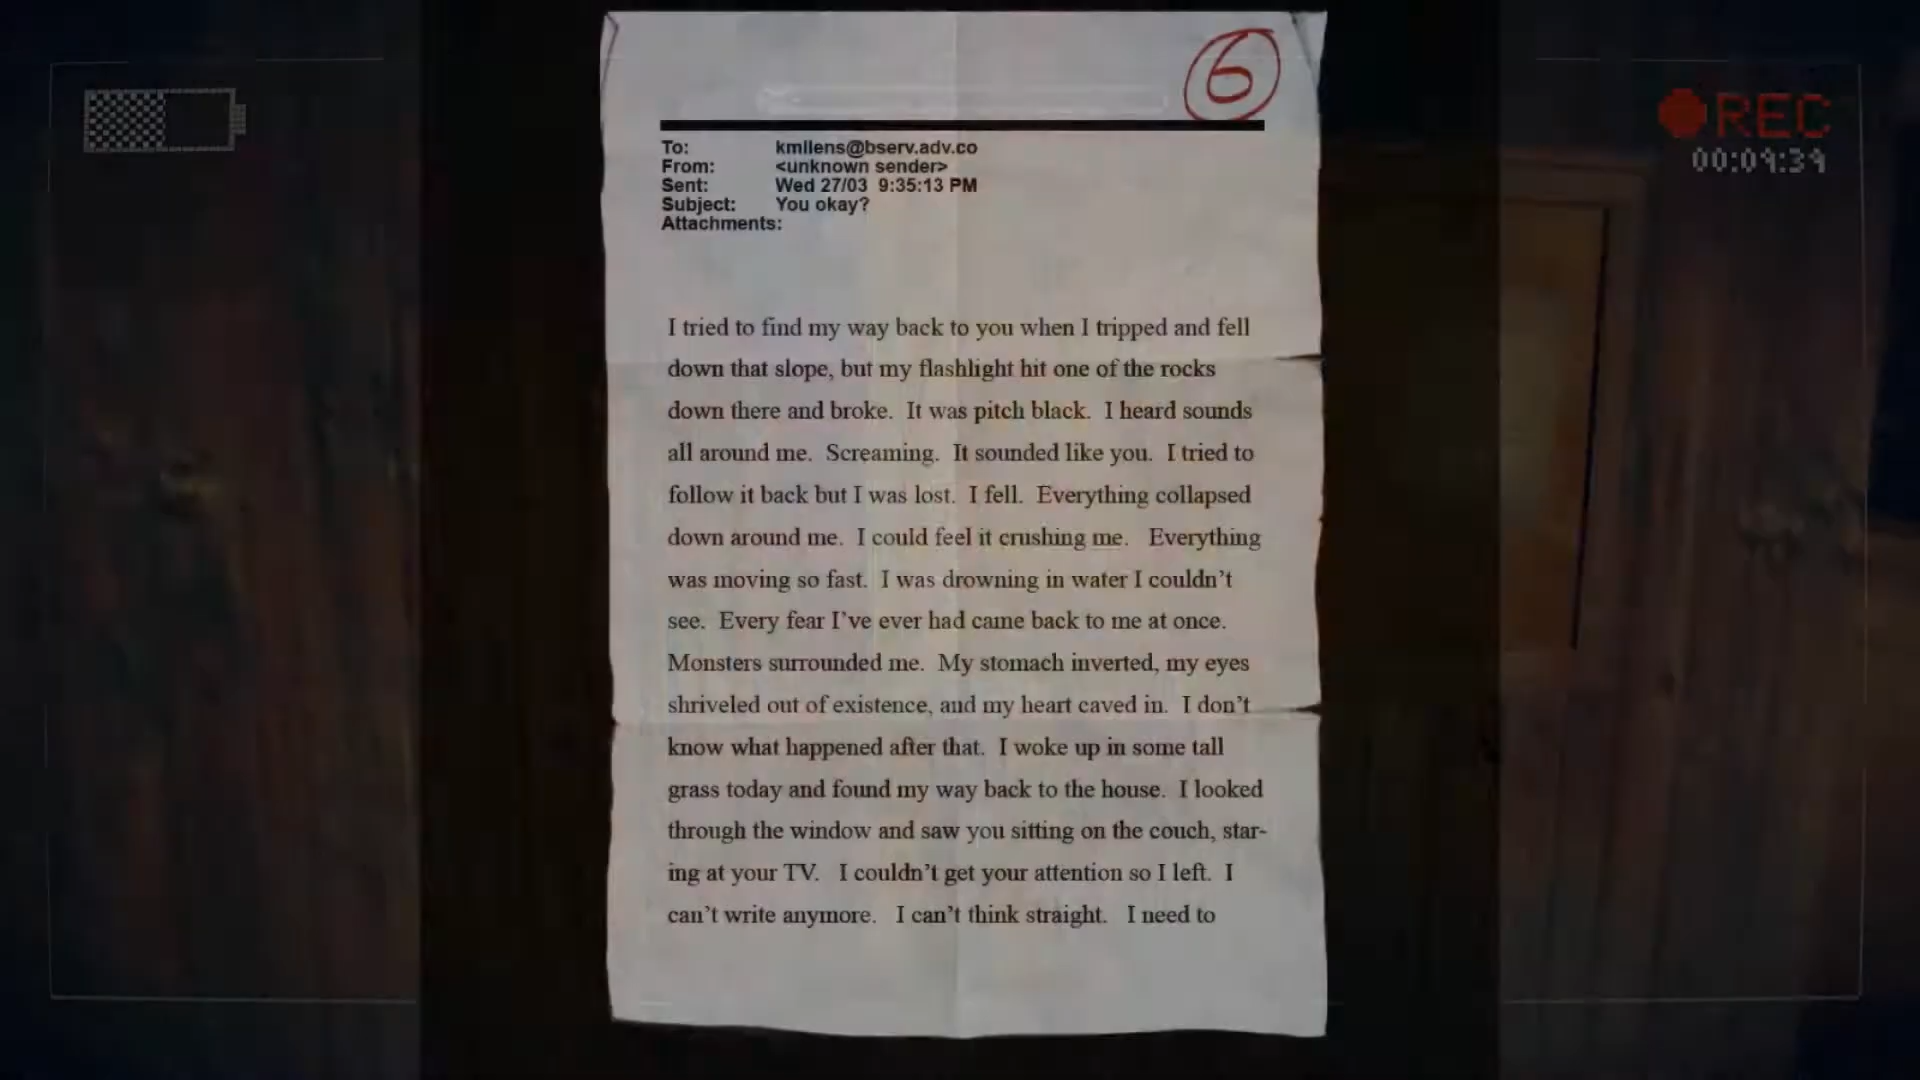 6
REC
00:09:39
To: kmllens@bserv.adv.co
From: <unknown sender>
Sent: Wed 27/03 9:35:13 PM
Subject: You okay?
Attachments:
I tried to find my way back to you when I tripped and fell
down that slope, but my flashlight hit one of the rocks
down there and broke. It was pitch black. I heard sounds
all around me. Screaming. It sounded like you. I tried to
follow it back but I was lost. I fell. Everything collapsed
down around me. I could feel it crushing me. Everything
was moving so fast. I was drowning in water I couldn't
see. Every fear I've ever had came back to me at once.
Monsters surrounded me. My stomach inverted, my eyes
shriveled out of existence, and my heart caved in. I don't
know what happened after that. I woke up in some tall
grass today and found my way back to the house. I looked
through the window and saw you sitting on the couch, star-
ing at your TV. I couldn't get your attention so I left. I
can't write anymore. I can't think straight. I need to